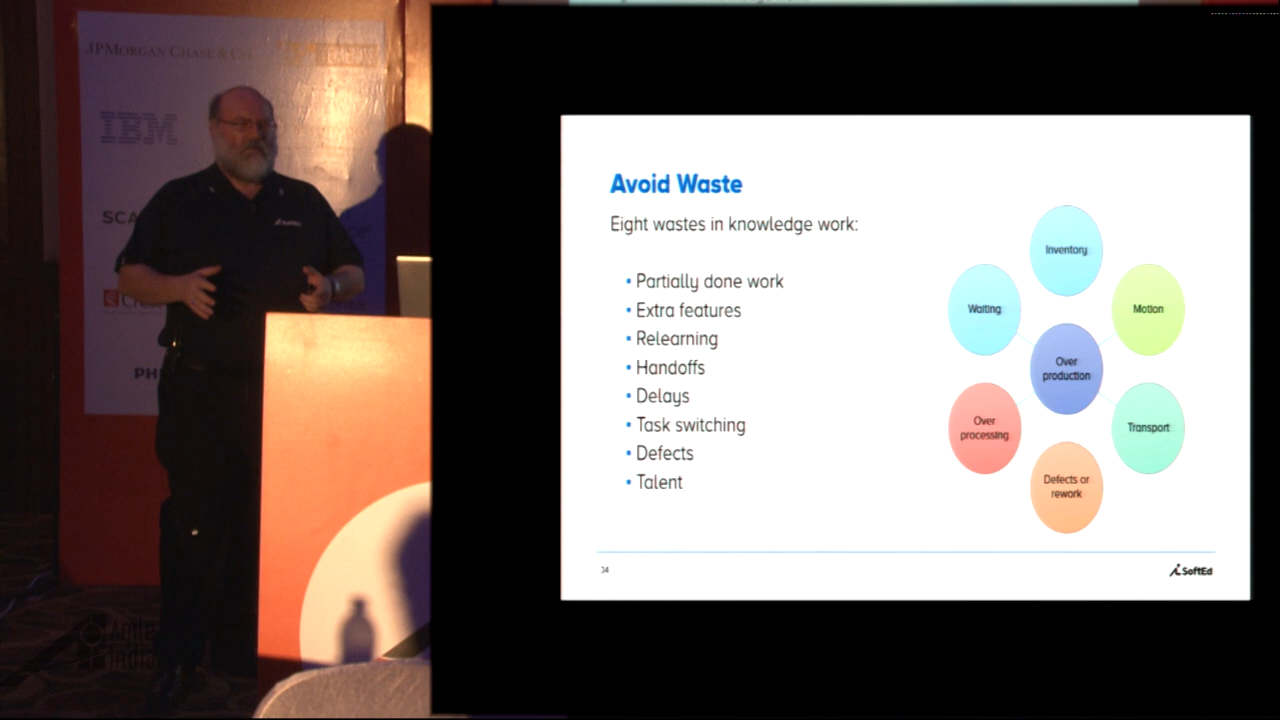 JPMORGAN CHASE & CO.
IBM
SoftEd
Agile
India
Avoid Waste
Eight wastes in knowledge work:
• Partially done work
• Extra features
• Relearning
• Handoffs
• Delays
• Task switching
• Defects
• Talent
Inventory
Waiting
Motion
Over
production
Over
processing
Transport
Defects or
rework
34
SoftEd